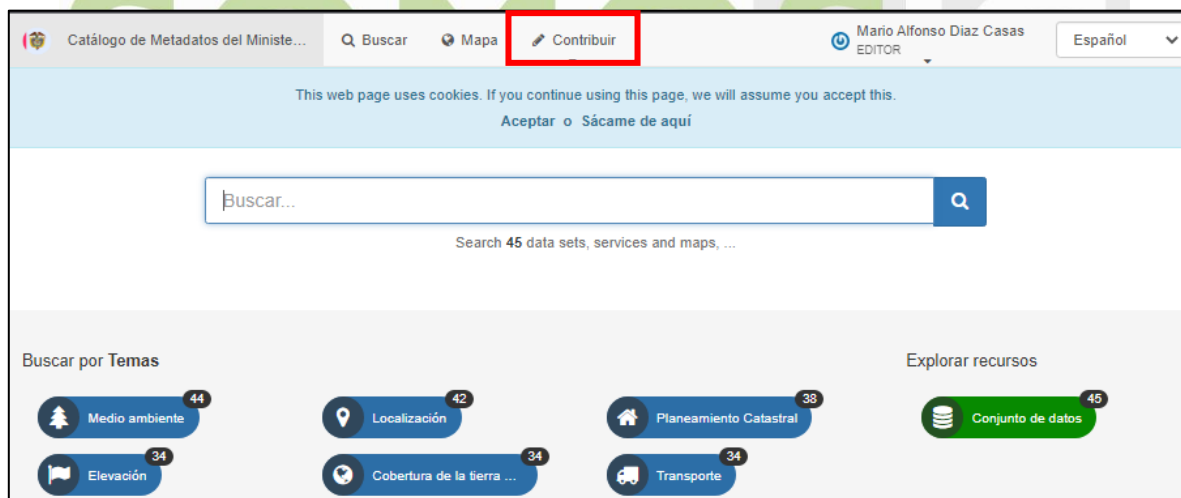 Catálogo de Metadatos del Ministe... Buscar Mapa Contribuir Mario Alfonso Diaz Casas Español
EDITOR
This web page uses cookies. If you continue using this page, we will assume you accept this.
Aceptar o Sácame de aquí
Buscar...
Search 45 data sets, services and maps, ...
Buscar por Temas Explorar recursos
Medio ambiente 44 Localización 42 Planeamiento Catastral 38 Conjunto de datos 45
Elevación 34 Cobertura de la tierra ... 34 Transporte 34